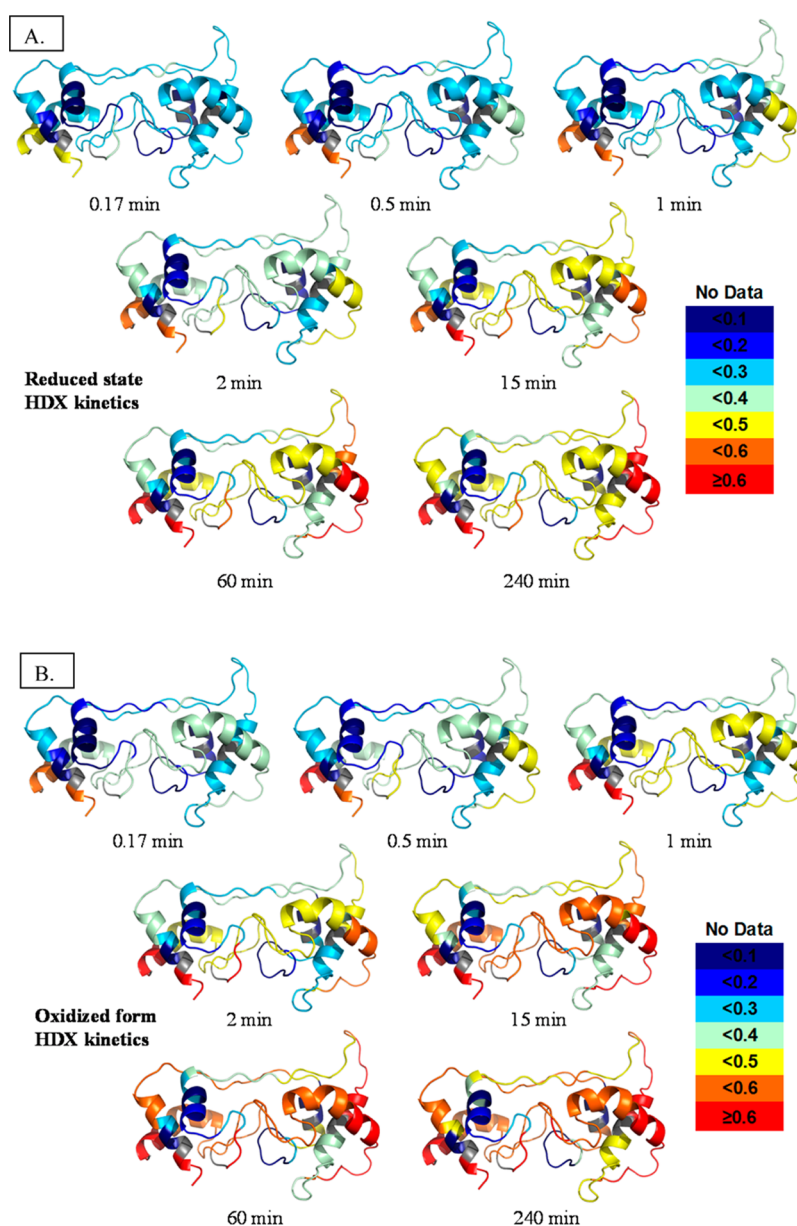 A.
0.17 min
0.5 min
1 min
2 min
15 min
Reduced state
HDX kinetics
60 min
240 min
No Data
<0.1
<0.2
<0.3
<0.4
<0.5
<0.6
≥0.6
B.
0.17 min
0.5 min
1 min
2 min
15 min
Oxidized form
HDX kinetics
60 min
240 min
No Data
<0.1
<0.2
<0.3
<0.4
<0.5
<0.6
≥0.6